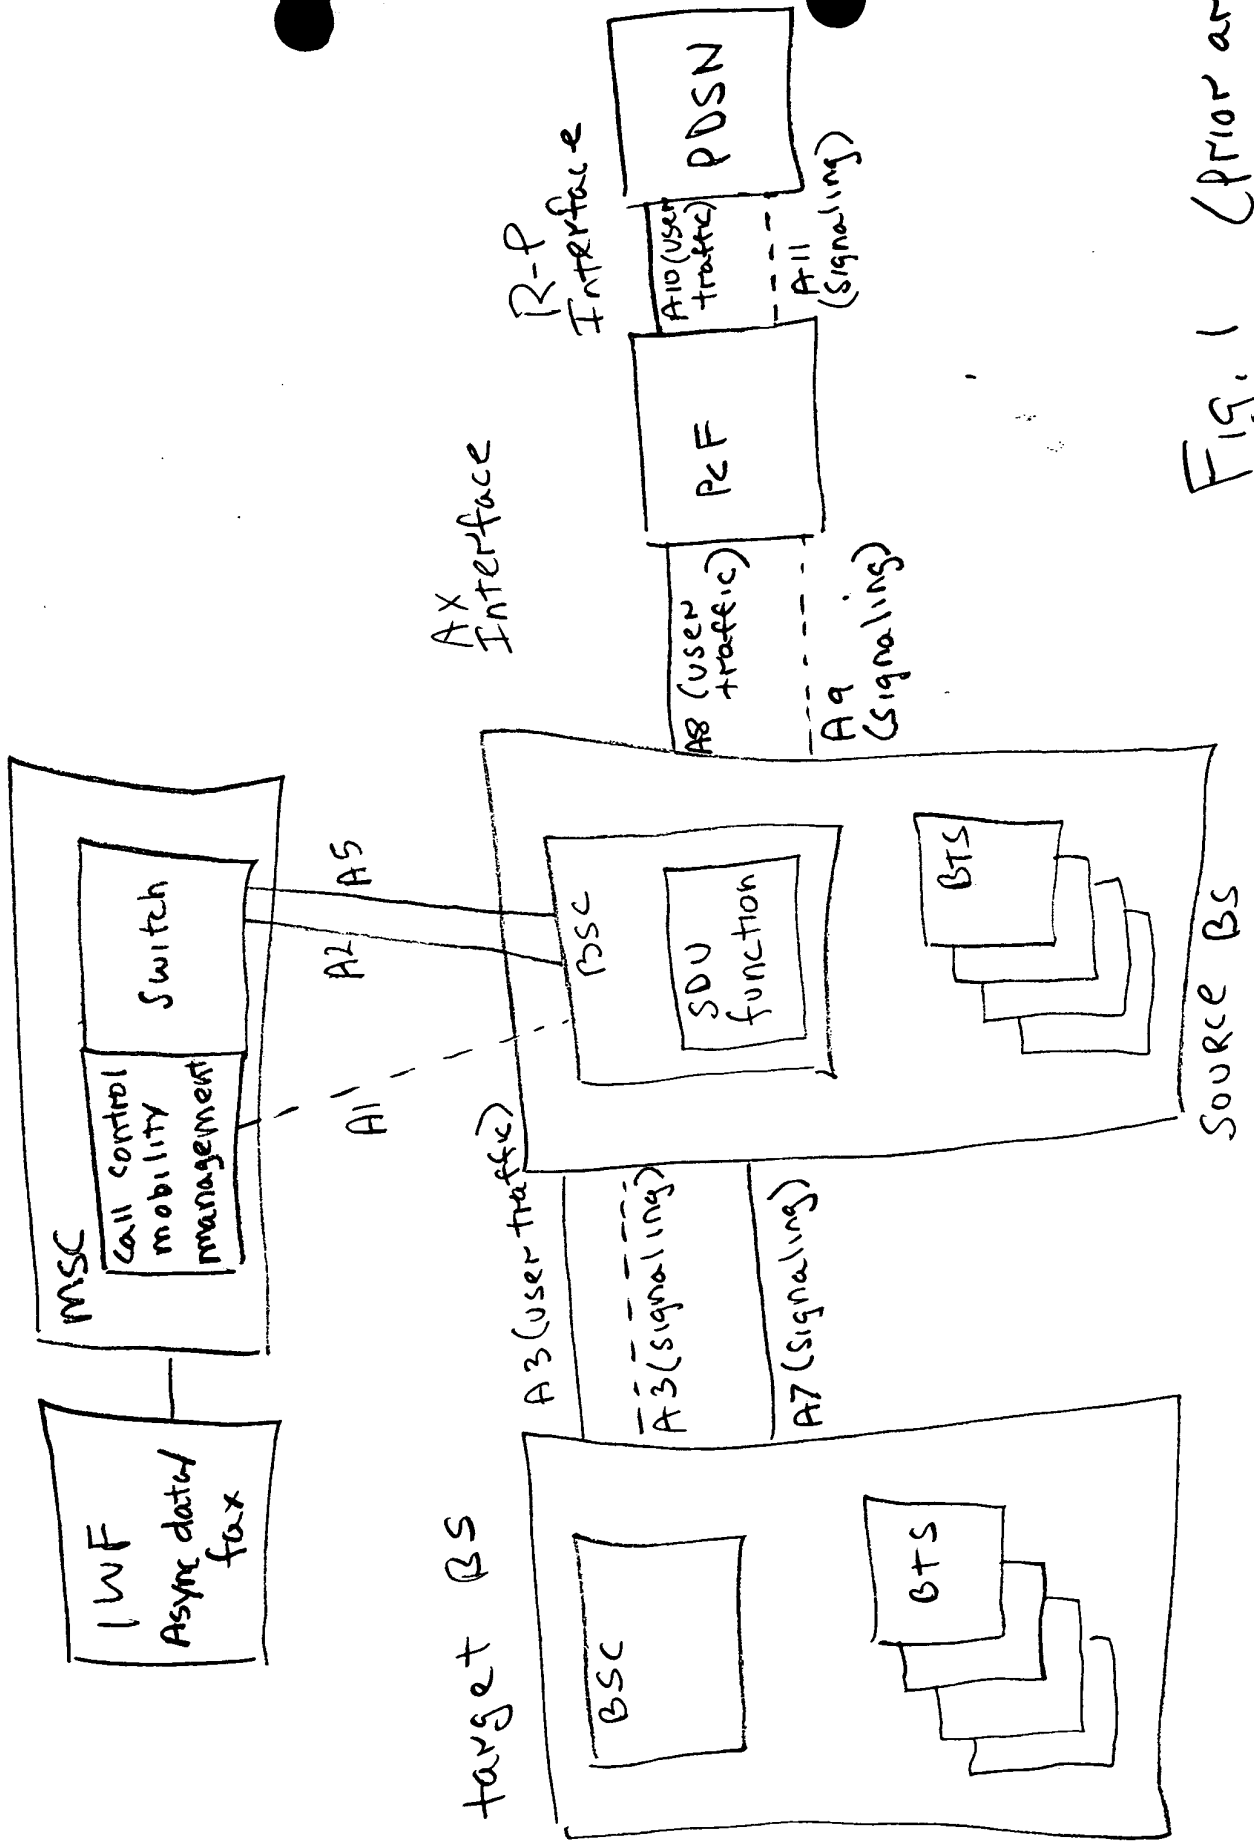 IWF
Async data/
fax
MSC
call control
mobility
management
Switch
A1
A2
A5
target BS
BSC
BTS
A3 (user traffic)
A3 (signaling)
A7 (signaling)
BSC
SDU
function
BTS
SOURCE BS
Ax
Interface
A8 (user
traffic)
A9
(signaling)
PCF
R-P
Interface
A10 (user
traffic)
A11
(signaling)
PDSN
Fig. 1 (Prior ar